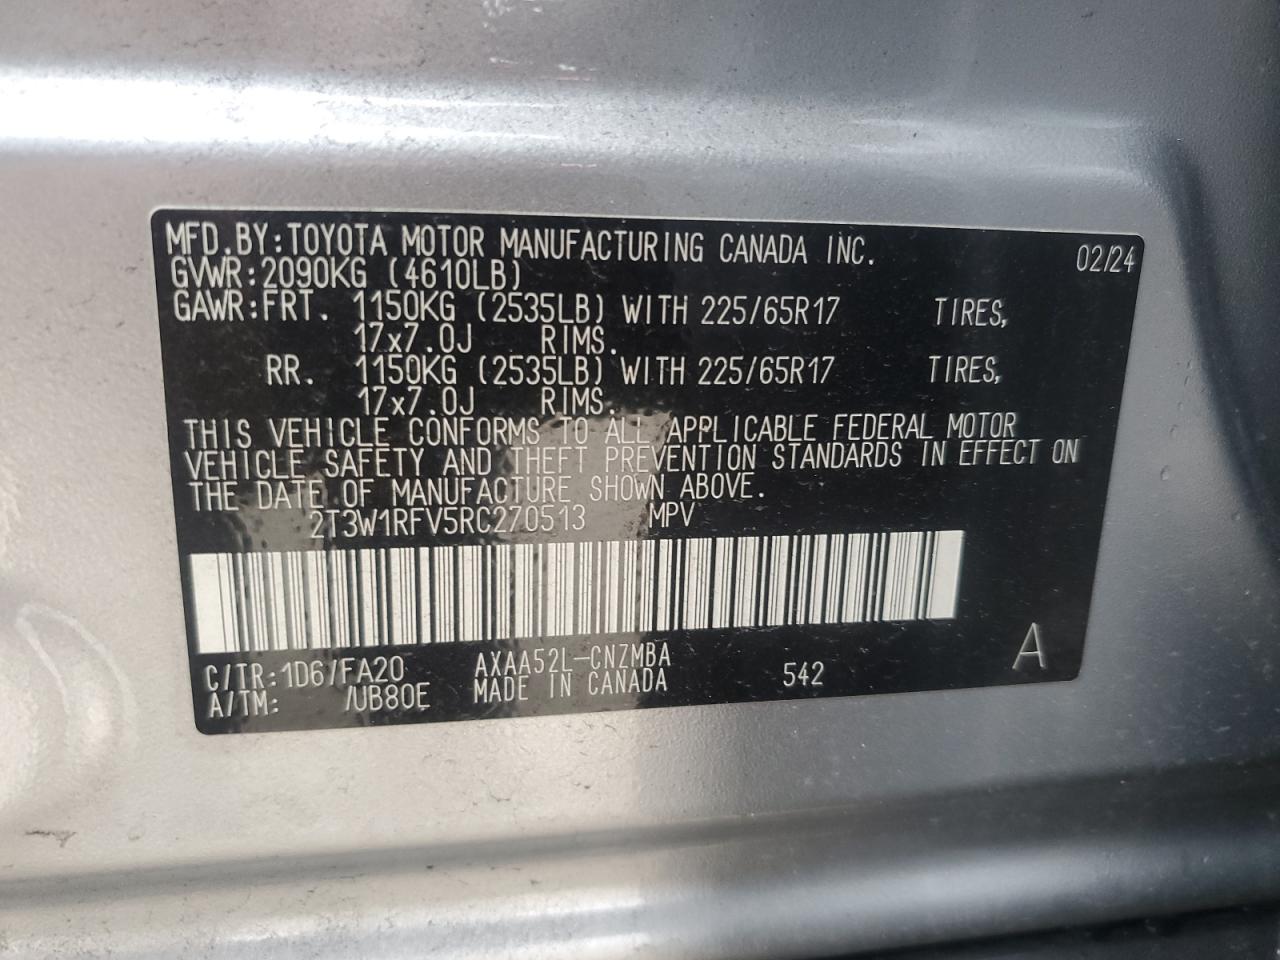 MFD.BY:TOYOTA MOTOR MANUFACTURING CANADA INC. 02/24
GVWR:2090KG (4610LB)
GAWR:FRT. 1150KG (2535LB) WITH 225/65R17 TIRES,
17x7.0J RIMS.
RR. 1150KG (2535LB) WITH 225/65R17 TIRES,
17x7.0J RIMS.
THIS VEHICLE CONFORMS TO ALL APPLICABLE FEDERAL MOTOR
VEHICLE SAFETY AND THEFT PREVENTION STANDARDS IN EFFECT ON
THE DATE OF MANUFACTURE SHOWN ABOVE.
2T3W1RFV5RC270513 MPV
C/TR:1D6/FA20 AXAA52L-CNZMBA
A/TM: /UB80E MADE IN CANADA 542 A